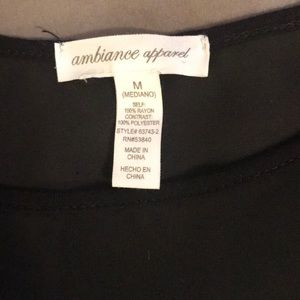 ambiance apparel
M
(MEDIANO)
SELF:
100% RAYON
CONTRAST:
100% POLYESTER
STYLE# 63743-2
RN#53840
MADE IN
CHINA
HECHO EN
CHINA